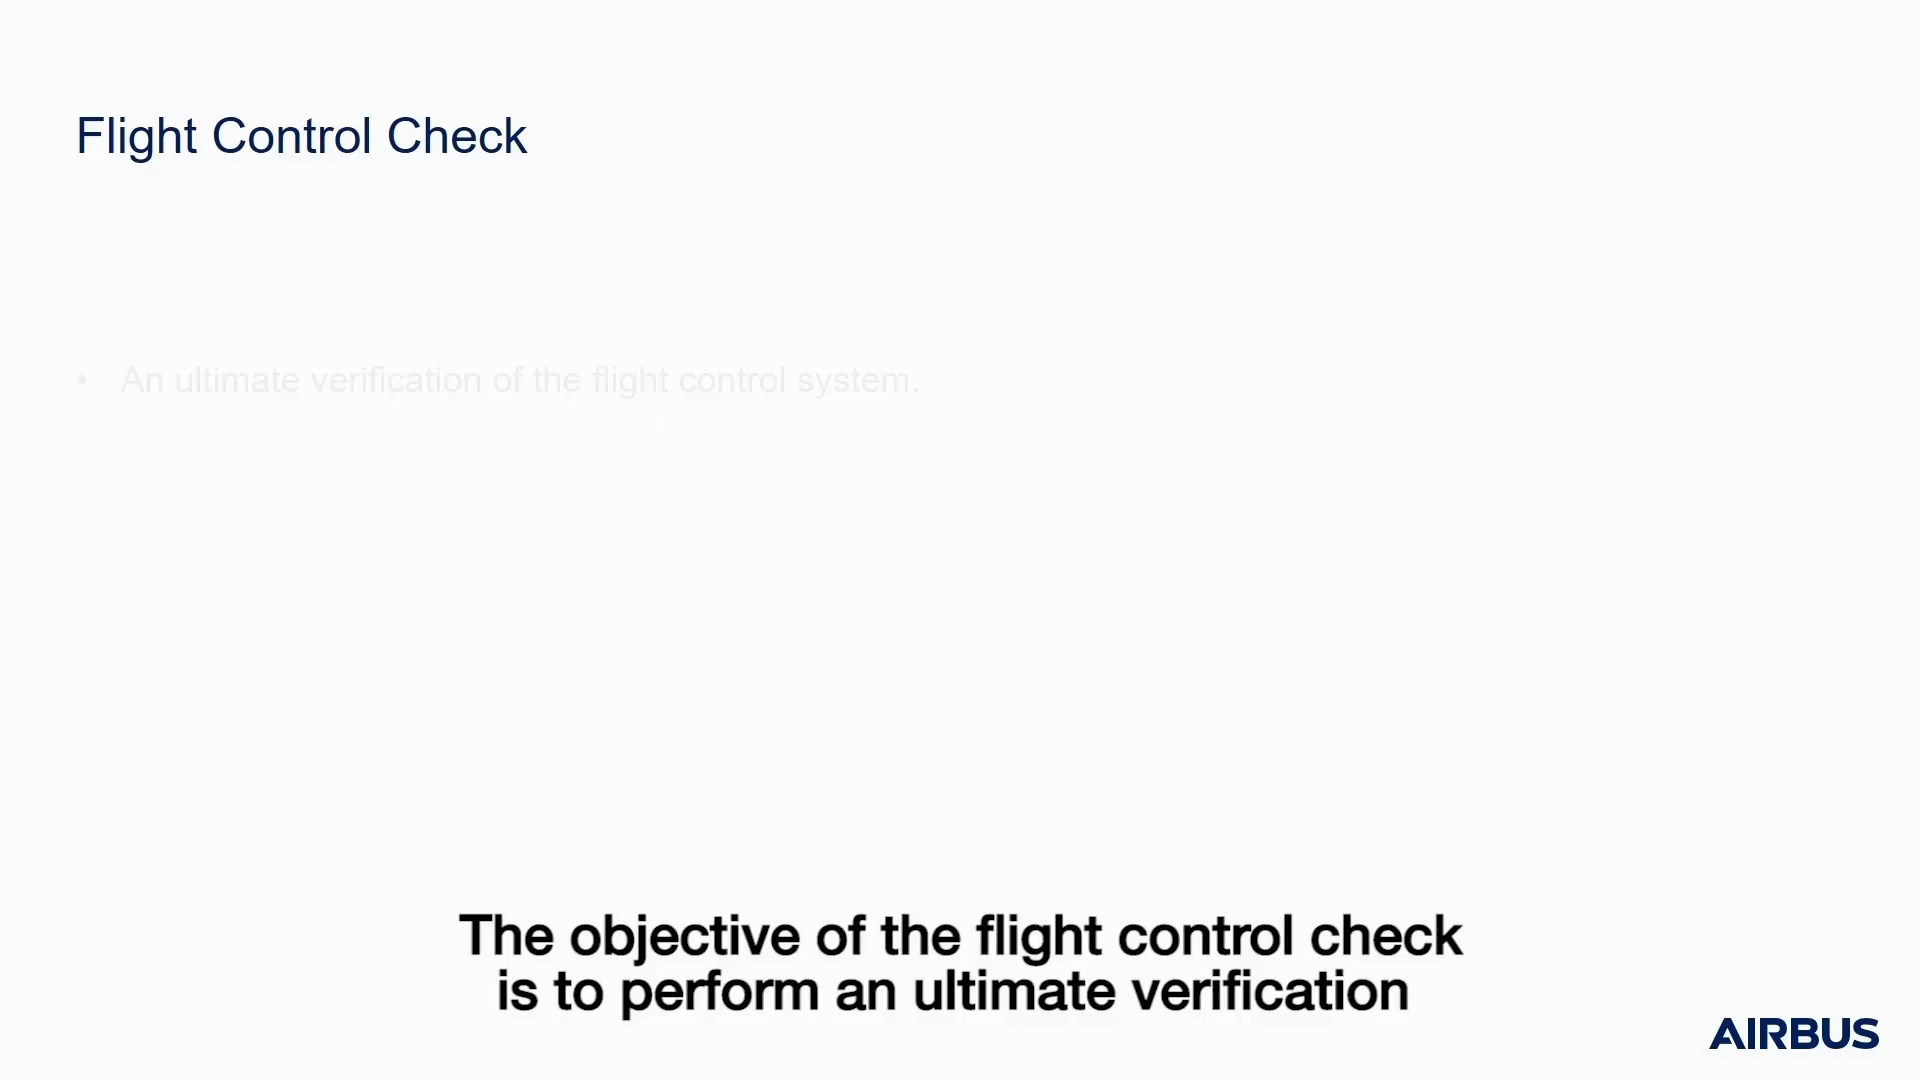 Flight Control Check
• An ultimate verification of the flight control system.
The objective of the flight control check
is to perform an ultimate verification
AIRBUS